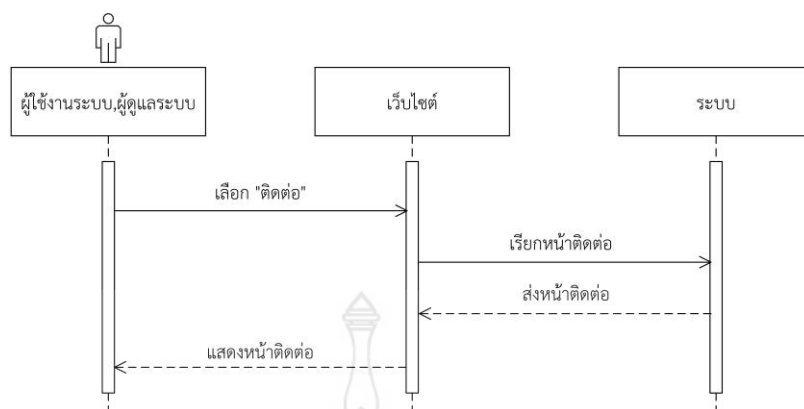 ผู้ใช้งานระบบ,ผู้ดูแลระบบ
เว็บไซต์
ระบบ
เลือก "ติดต่อ"
เรียกหน้าติดต่อ
ส่งหน้าติดต่อ
แสดงหน้าติดต่อ